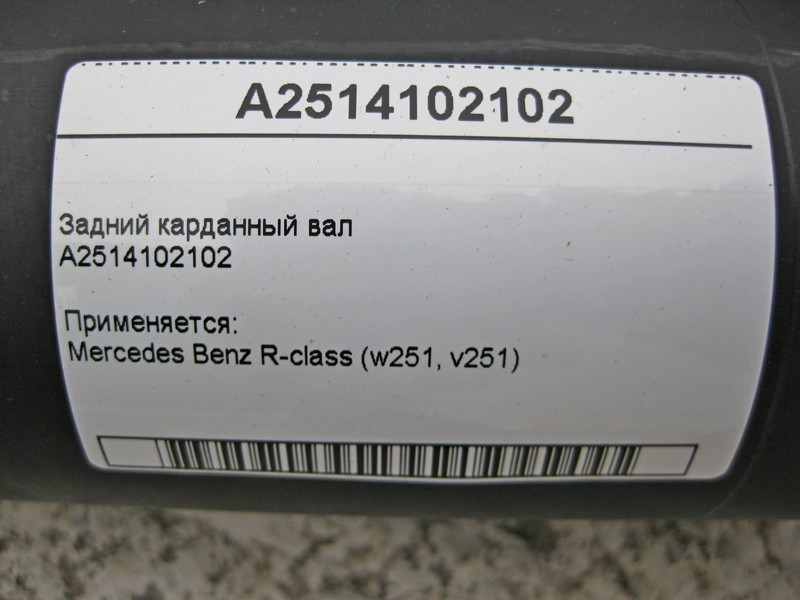 A2514102102
Задний карданный вал
A2514102102
Применяется:
Mercedes Benz R-class (w251, v251)